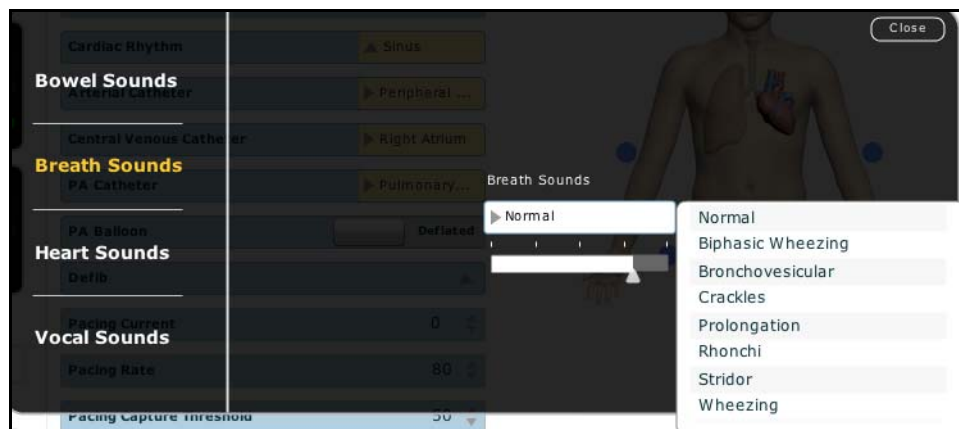 Close
Cardiac Rhythm
Sinus
Bowel Sounds
Arterial Catheter
Peripheral ...
Central Venous Catheter
Right Atrium
Breath Sounds
PA Catheter
Pulmonary...
Breath Sounds
Normal
PA Balloon
Deflated
Heart Sounds
Defib
Pacing Current
0
Vocal Sounds
Pacing Rate
80
Pacing Capture Threshold
50
Normal
Biphasic Wheezing
Bronchovesicular
Crackles
Prolongation
Rhonchi
Stridor
Wheezing